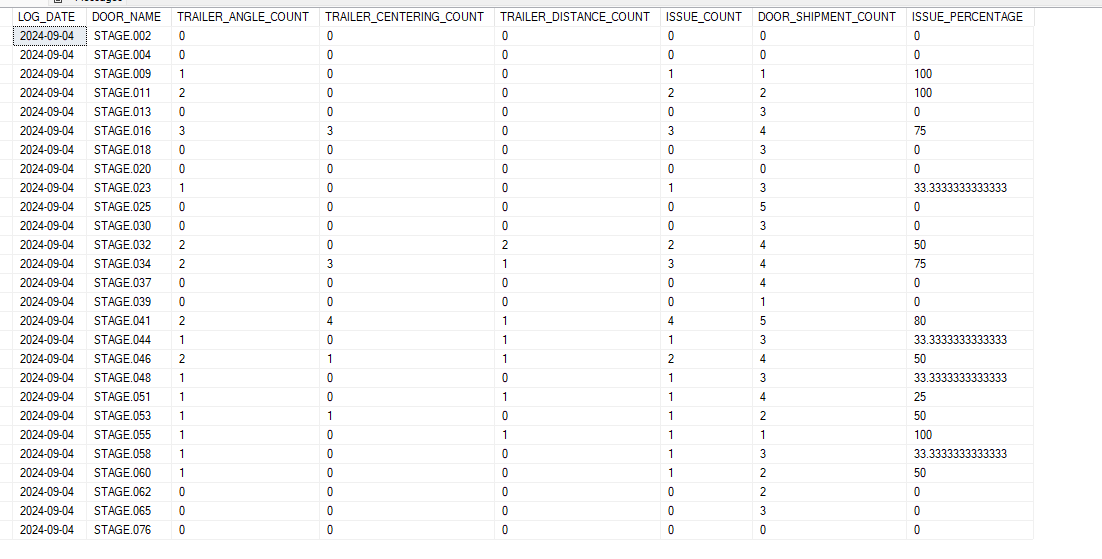 LOG_DATE DOOR_NAME TRAILER_ANGLE_COUNT TRAILER_CENTERING_COUNT TRAILER_DISTANCE_COUNT ISSUE_COUNT DOOR_SHIPMENT_COUNT ISSUE_PERCENTAGE
2024-09-04 STAGE.002 0 0 0 0 0 0
2024-09-04 STAGE.004 0 0 0 0 0 0
2024-09-04 STAGE.009 1 0 0 1 1 100
2024-09-04 STAGE.011 2 0 0 2 2 100
2024-09-04 STAGE.013 0 0 0 0 3 0
2024-09-04 STAGE.016 3 3 0 3 4 75
2024-09-04 STAGE.018 0 0 0 0 3 0
2024-09-04 STAGE.020 0 0 0 0 0 0
2024-09-04 STAGE.023 1 0 0 1 3 33.3333333333333
2024-09-04 STAGE.025 0 0 0 0 5 0
2024-09-04 STAGE.030 0 0 0 0 3 0
2024-09-04 STAGE.032 2 0 2 2 4 50
2024-09-04 STAGE.034 2 3 1 3 4 75
2024-09-04 STAGE.037 0 0 0 0 4 0
2024-09-04 STAGE.039 0 0 0 0 1 0
2024-09-04 STAGE.041 2 4 1 4 5 80
2024-09-04 STAGE.044 1 0 1 1 3 33.3333333333333
2024-09-04 STAGE.046 2 1 1 2 4 50
2024-09-04 STAGE.048 1 0 0 1 3 33.3333333333333
2024-09-04 STAGE.051 1 0 1 1 4 25
2024-09-04 STAGE.053 1 1 0 1 2 50
2024-09-04 STAGE.055 1 0 1 1 1 100
2024-09-04 STAGE.058 1 0 0 1 3 33.3333333333333
2024-09-04 STAGE.060 1 0 0 1 2 50
2024-09-04 STAGE.062 0 0 0 0 2 0
2024-09-04 STAGE.065 0 0 0 0 3 0
2024-09-04 STAGE.076 0 0 0 0 0 0